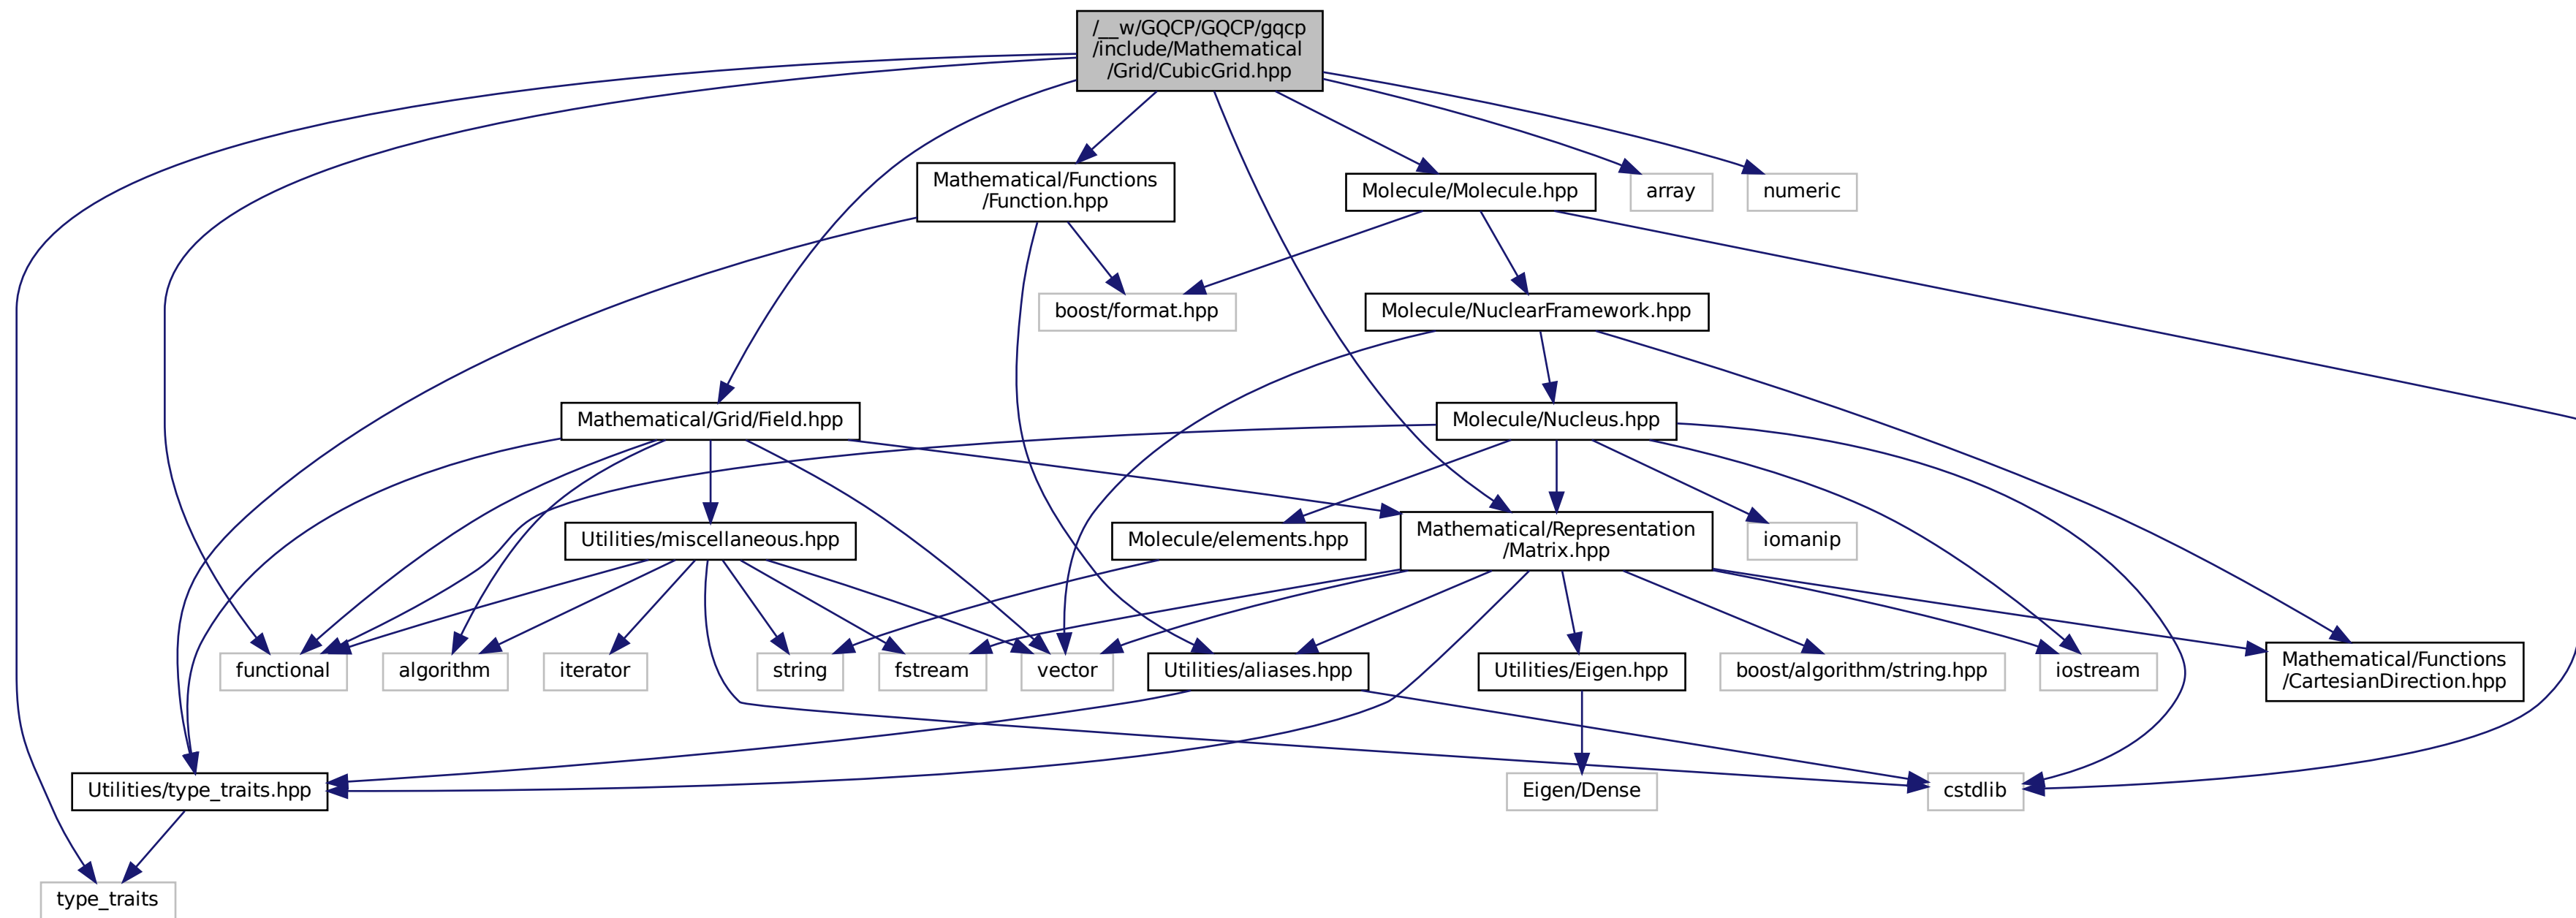 /__w/GQCP/GQCP/gqcp
/include/Mathematical
/Grid/CubicGrid.hpp
Mathematical/Functions
/Function.hpp
Molecule/Molecule.hpp
array
numeric
boost/format.hpp
Molecule/NuclearFramework.hpp
Mathematical/Grid/Field.hpp
Molecule/Nucleus.hpp
Utilities/miscellaneous.hpp
Molecule/elements.hpp
Mathematical/Representation
/Matrix.hpp
iomanip
functional
algorithm
iterator
string
fstream
vector
Utilities/aliases.hpp
Utilities/Eigen.hpp
boost/algorithm/string.hpp
iostream
Mathematical/Functions
/CartesianDirection.hpp
Utilities/type_traits.hpp
Eigen/Dense
cstdlib
type_traits